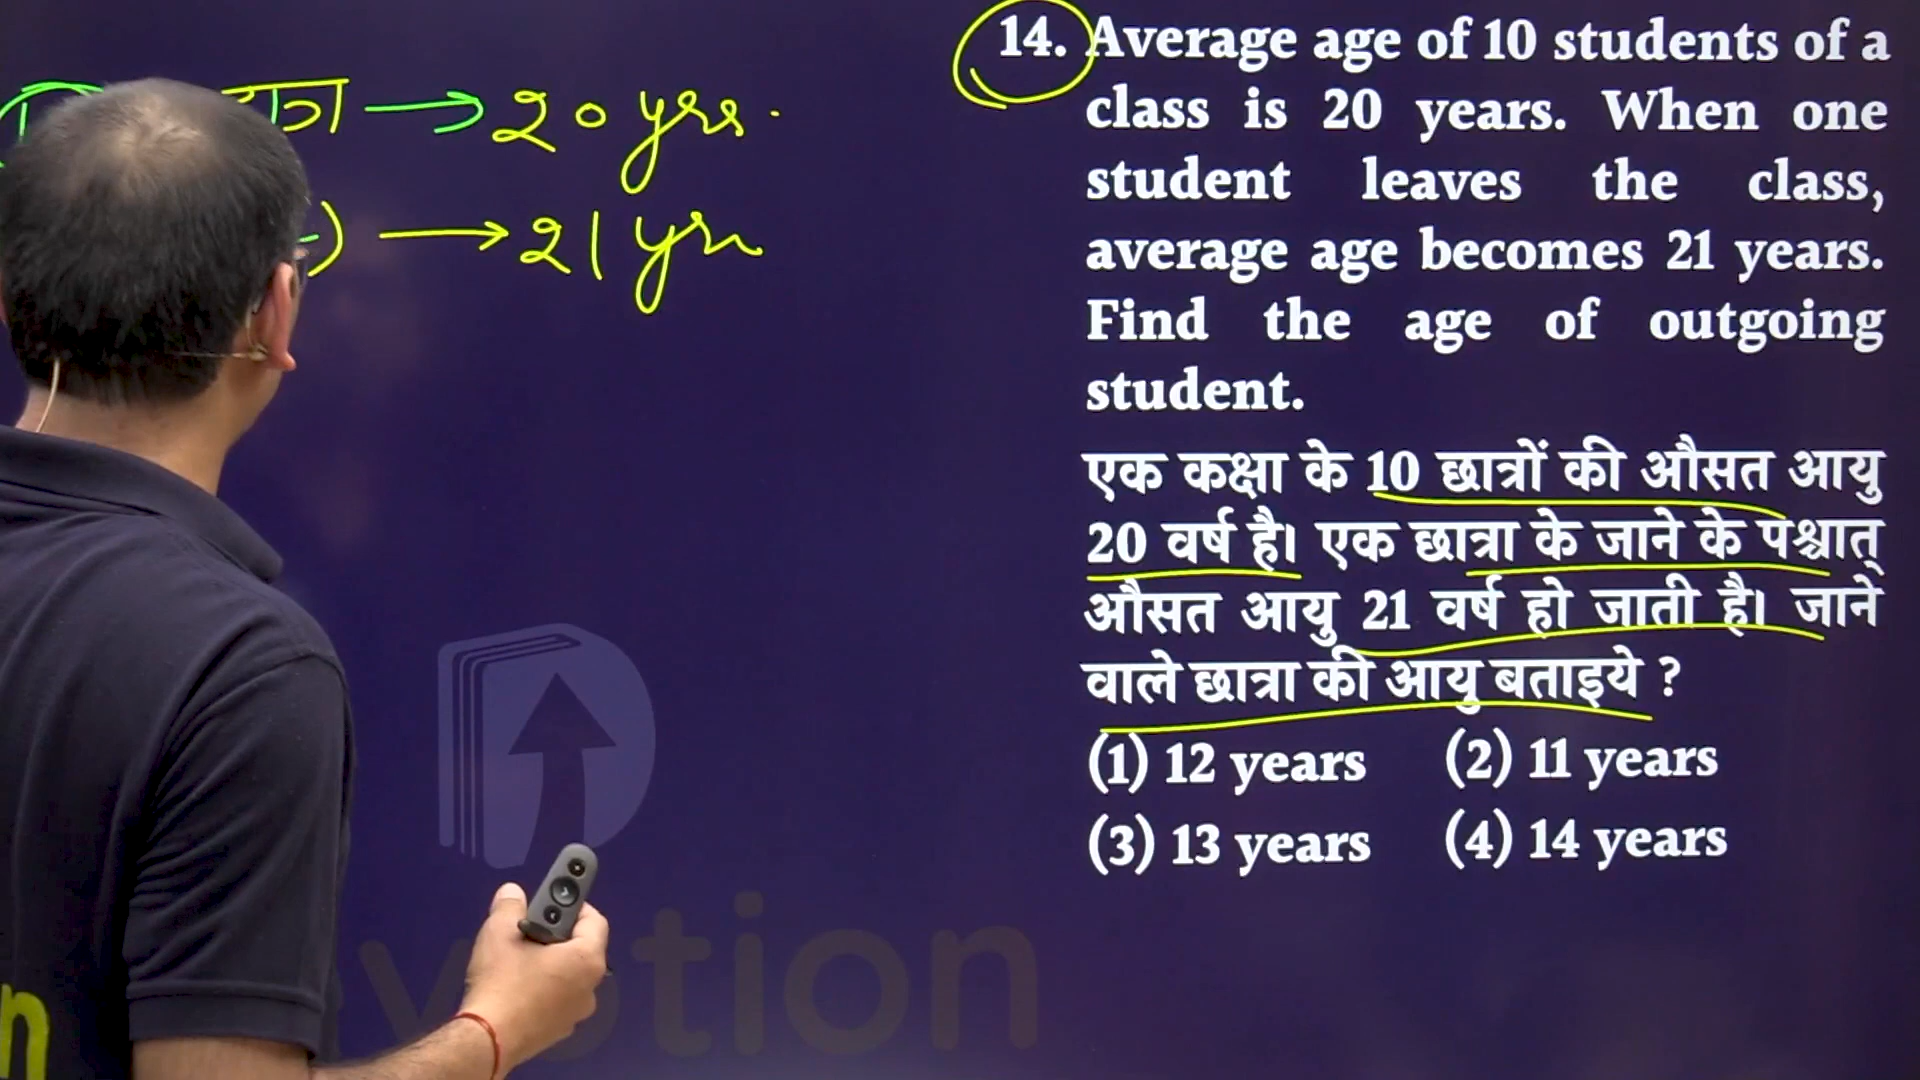 → 20 yrs.
→ 21 yrs
14. Average age of 10 students of a
class is 20 years. When one
student leaves the class,
average age becomes 21 years.
Find the age of outgoing
student.
एक कक्षा के 10 छात्रों की औसत आयु
20 वर्ष है। एक छात्रा के जाने के पश्चात्
औसत आयु 21 वर्ष हो जाती है। जाने
वाले छात्रा की आयु बताइये ?
(1) 12 years (2) 11 years
(3) 13 years (4) 14 years